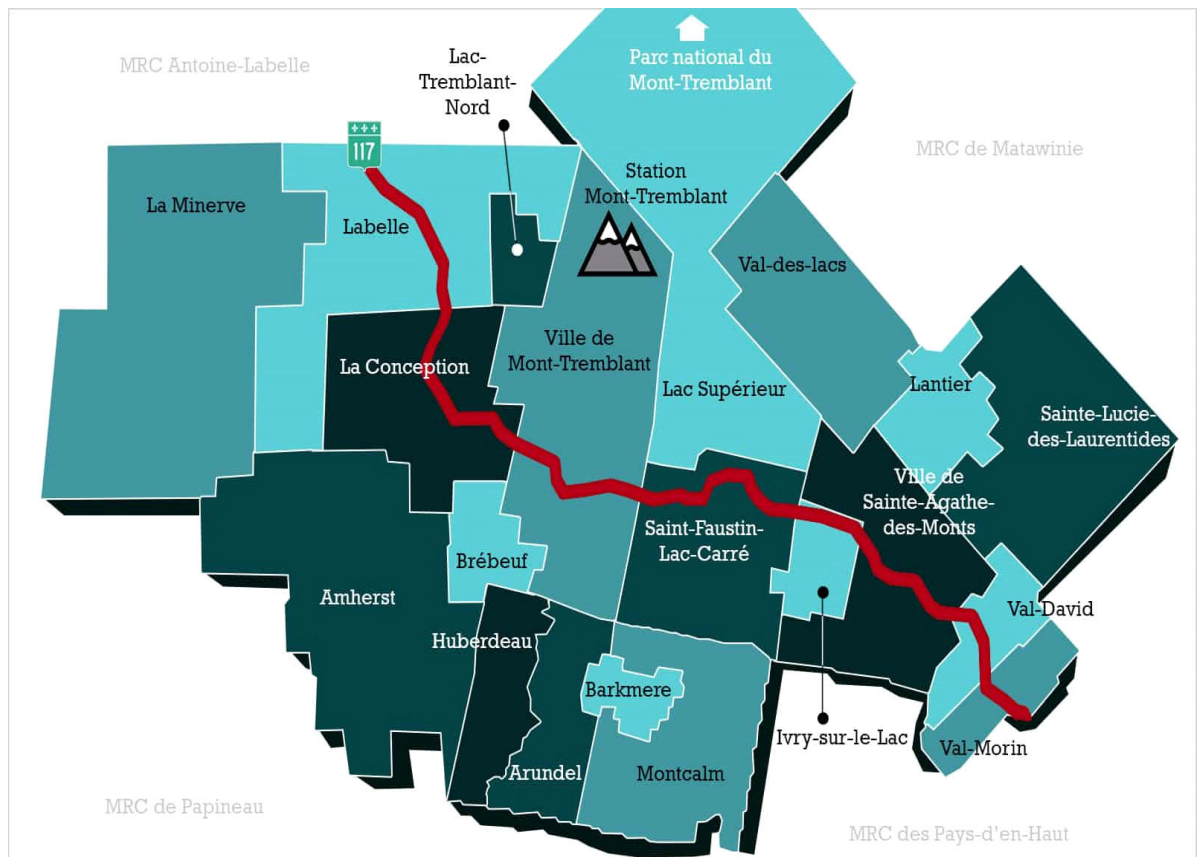 MRC Antoine-Labelle
Lac-
Tremblant-
Nord
Parc national du
Mont-Tremblant
117
MRC de Matawinie
La Minerve
Labelle
Station
Mont-Tremblant
Val-des-lacs
Ville de
Mont-Tremblant
La Conception
Lac Supérieur
Lantier
Sainte-Lucie-
des-Laurentides
Ville de
Sainte-Agathe-
des-Monts
Saint-Faustin-
Lac-Carré
Brébeuf
Amherst
Huberdeau
Val-David
Barkmere
Ivry-sur-le-Lac
Val-Morin
Arundel
Montcalm
MRC de Papineau
MRC des Pays-d'en-Haut